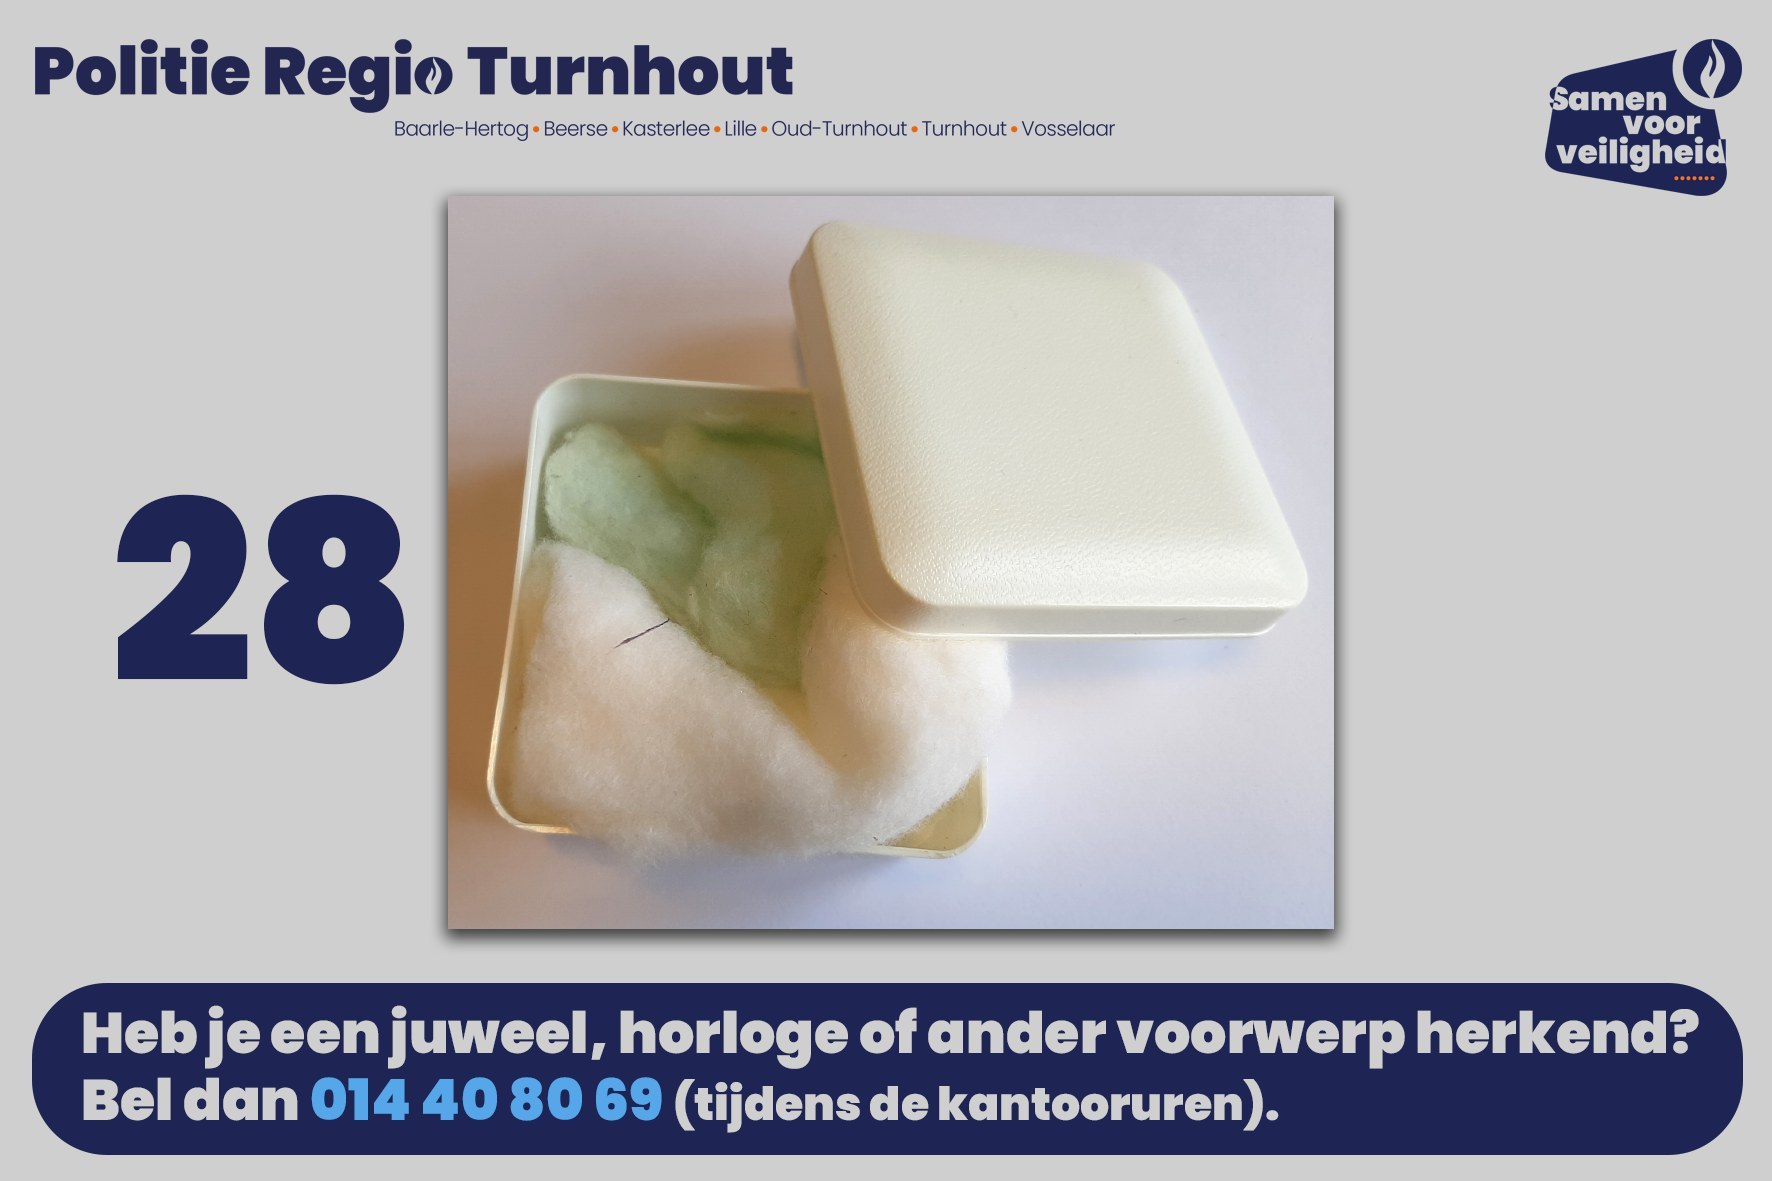 Politie Regio Turnhout
Baarle-Hertog • Beerse • Kasterlee • Lille • Oud-Turnhout • Turnhout • Vosselaar
Samen
voor
veiligheid
28
Heb je een juweel, horloge of ander voorwerp herkend?
Bel dan 014 40 80 69 (tijdens de kantooruren).